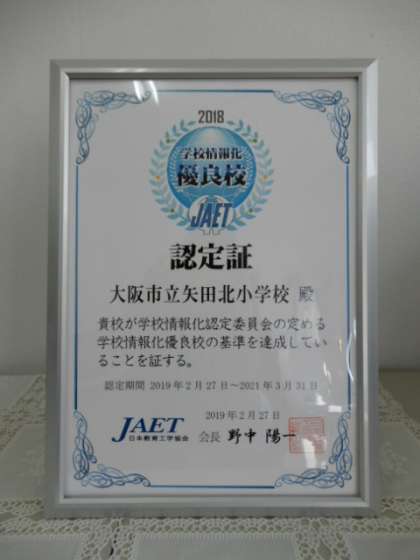 2018
学校情報化
優良校
JAET
認定証
大阪市立矢田北小学校 殿
貴校が学校情報化認定委員会の定める
学校情報化優良校の基準を達成してい
ることを証する。
認定期間 2019年2月27日～2021年3月31日
2019年2月27日
JAET
日本教育工学協会
会長 野中 陽一